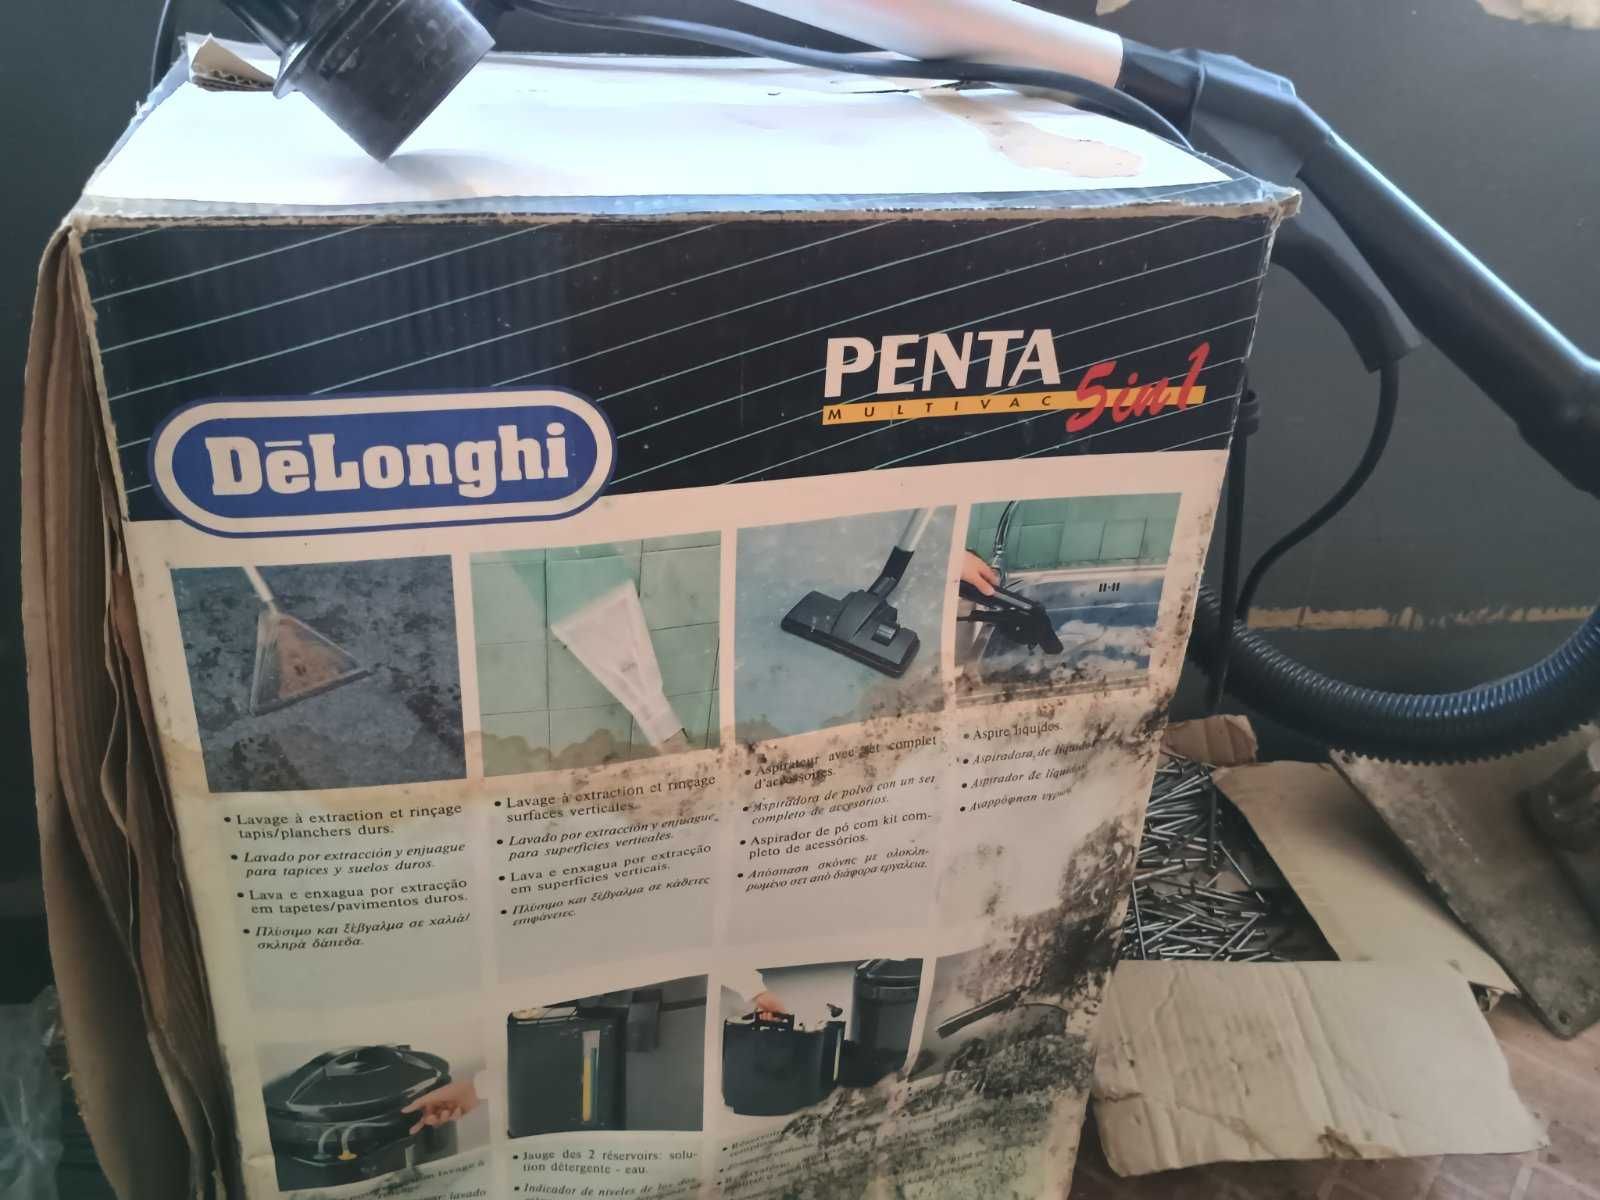 PENTA
MULTIVAC 5in1
DēLonghi
• Lavage à extraction et rinçage
tapis/planchers durs.
• Lavado por extracción y enjuague
para tapices y suelos duros.
• Lava e enxagua por extracção
em tapetes/pavimentos duros.
• Πλύσιμο και ξέβγαλμα σε χαλιά/
σκληρά δάπεδα.
• Lavage à extraction et rinçage
surfaces verticales.
• Lavado por extracción y enjuague
para superficies verticales.
• Lava e enxagua por extracção
em superfícies verticais.
• Πλύσιμο και ξέβγαλμα σε κάθετες
επιφάνειες.
• Aspirateur avec set complet
d'accessoires.
• Aspiradora de polvo con un set
completo de accesorios.
• Aspirador de pó com kit com-
pleto de acessórios.
• Απόσπαση σκόνης με ολοκλη-
ρωμένο σετ από διάφορα εργαλεία.
• Aspire liquidos.
• Aspiradora de
• Aspirador de
• Αναρρόφηση υγρών
lavage à
lavado
• Jauge des 2 réservoirs: solu-
tion détergente - eau.
• Indicador de niveles de los dos